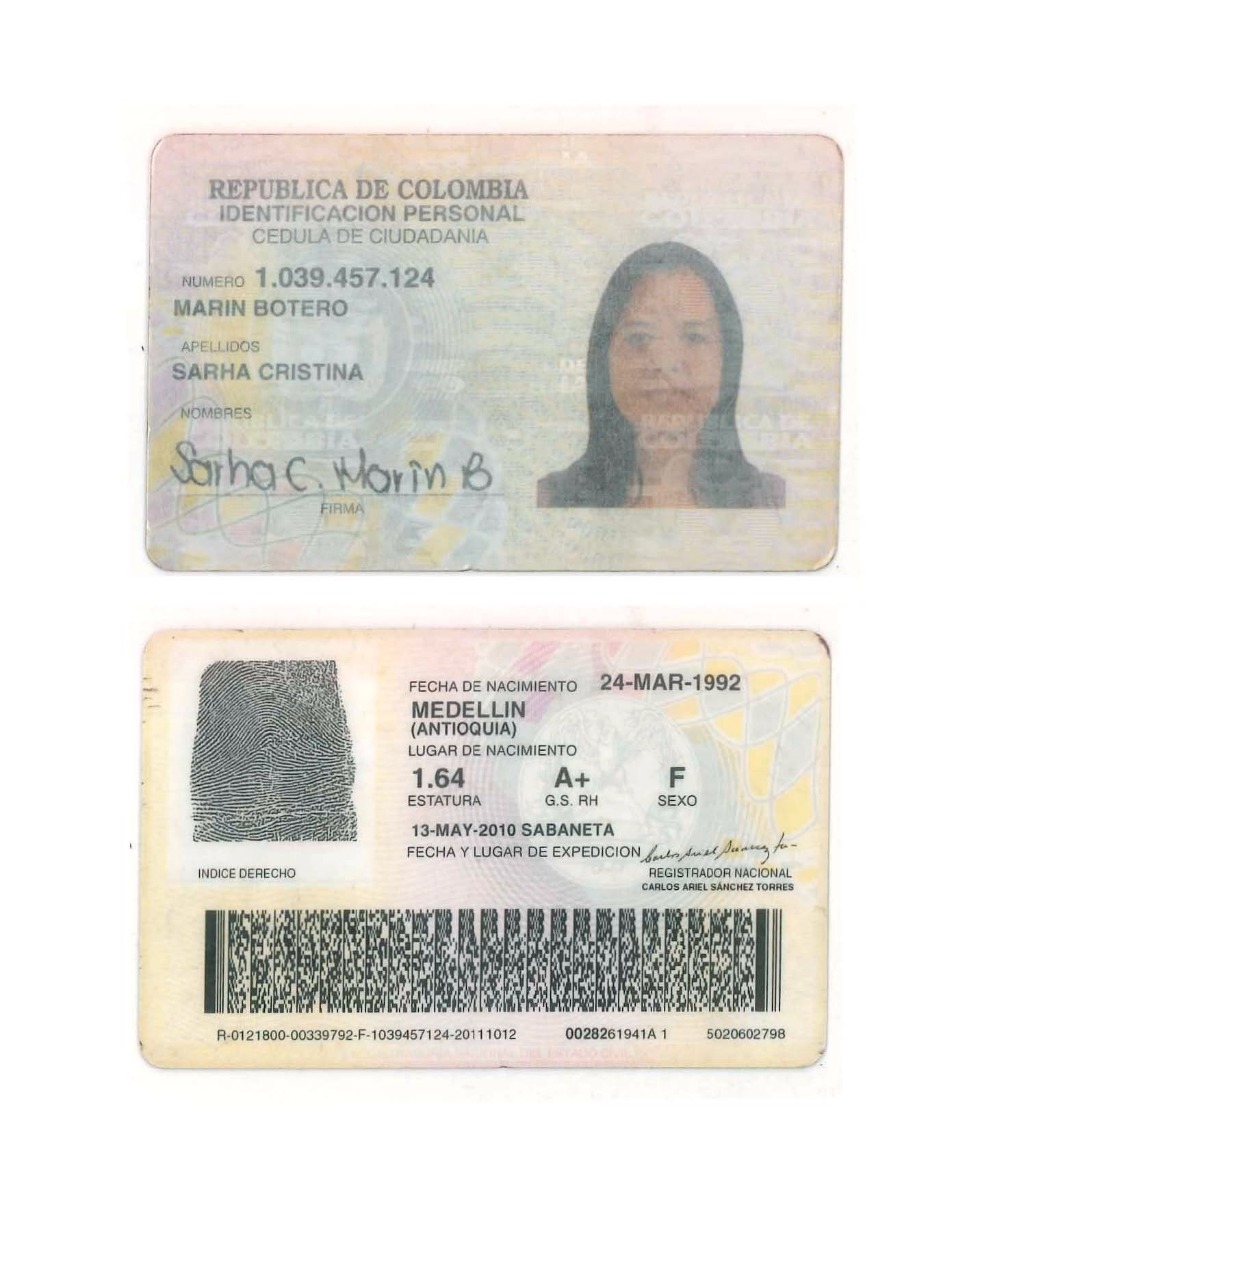 REPUBLICA DE COLOMBIA
IDENTIFICACION PERSONAL
CEDULA DE CIUDADANIA
NUMERO 1.039.457.124
MARIN BOTERO
APELLIDOS
SARHA CRISTINA
NOMBRES
Sarha C. Marin B
FIRMA
FECHA DE NACIMIENTO 24-MAR-1992
MEDELLIN
(ANTIOQUIA)
LUGAR DE NACIMIENTO
1.64 A+ F
ESTATURA G.S. RH SEXO
13-MAY-2010 SABANETA
FECHA Y LUGAR DE EXPEDICION
INDICE DERECHO
REGISTRADOR NACIONAL
CARLOS ARIEL SÁNCHEZ TORRES
R-0121800-00339792-F-1039457124-20111012 0028261941A 1 5020602798